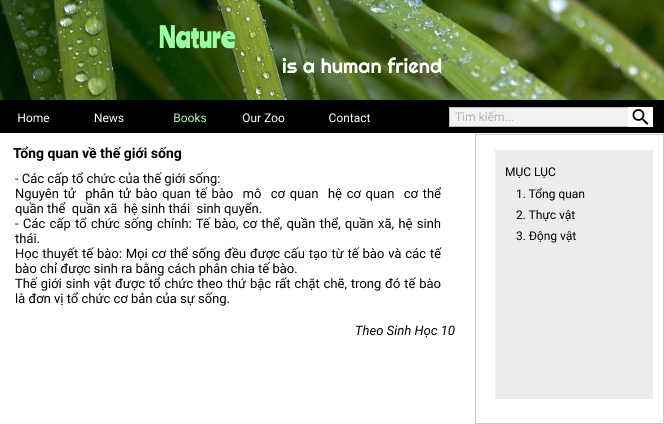 Nature
is a human friend
Home News Books Our Zoo Contact Tìm kiếm...
Tổng quan về thế giới sống
- Các cấp tổ chức của thế giới sống:
Nguyên tử phân tử bào quan tế bào mô cơ quan hệ cơ quan cơ thể
quần thể quần xã hệ sinh thái sinh quyển.
- Các cấp tổ chức sống chính: Tế bào, cơ thể, quần thể, quần xã, hệ sinh
thái.
Học thuyết tế bào: Mọi cơ thể sống đều được cấu tạo từ tế bào và các tế
bào chỉ được sinh ra bằng cách phân chia tế bào.
Thế giới sinh vật được tổ chức theo thứ bậc rất chặt chẽ, trong đó tế bào
là đơn vị tổ chức cơ bản của sự sống.
Theo Sinh Học 10
MỤC LỤC
1. Tổng quan
2. Thực vật
3. Động vật